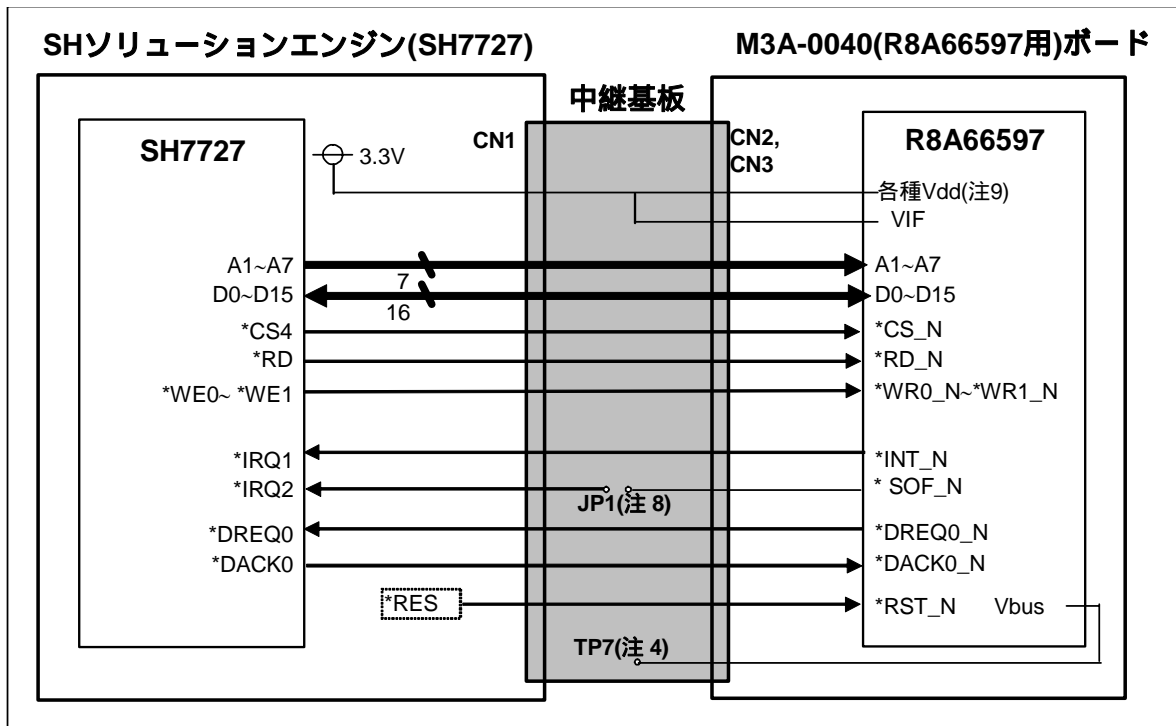 SHソリューションエンジン(SH7727)
M3A-0040(R8A66597用)ボード
中継基板
CN1
CN2,
CN3
SH7727
R8A66597
3.3V
各種Vdd(注9)
VIF
A1~A7
7
A1~A7
D0~D15
16
D0~D15
*CS4
*CS_N
*RD
*RD_N
*WE0~ *WE1
*WR0_N~*WR1_N
*IRQ1
*INT_N
*IRQ2
JP1(注 8)
* SOF_N
*DREQ0
*DREQ0_N
*DACK0
*DACK0_N
*RES
*RST_N
Vbus
TP7(注 4)